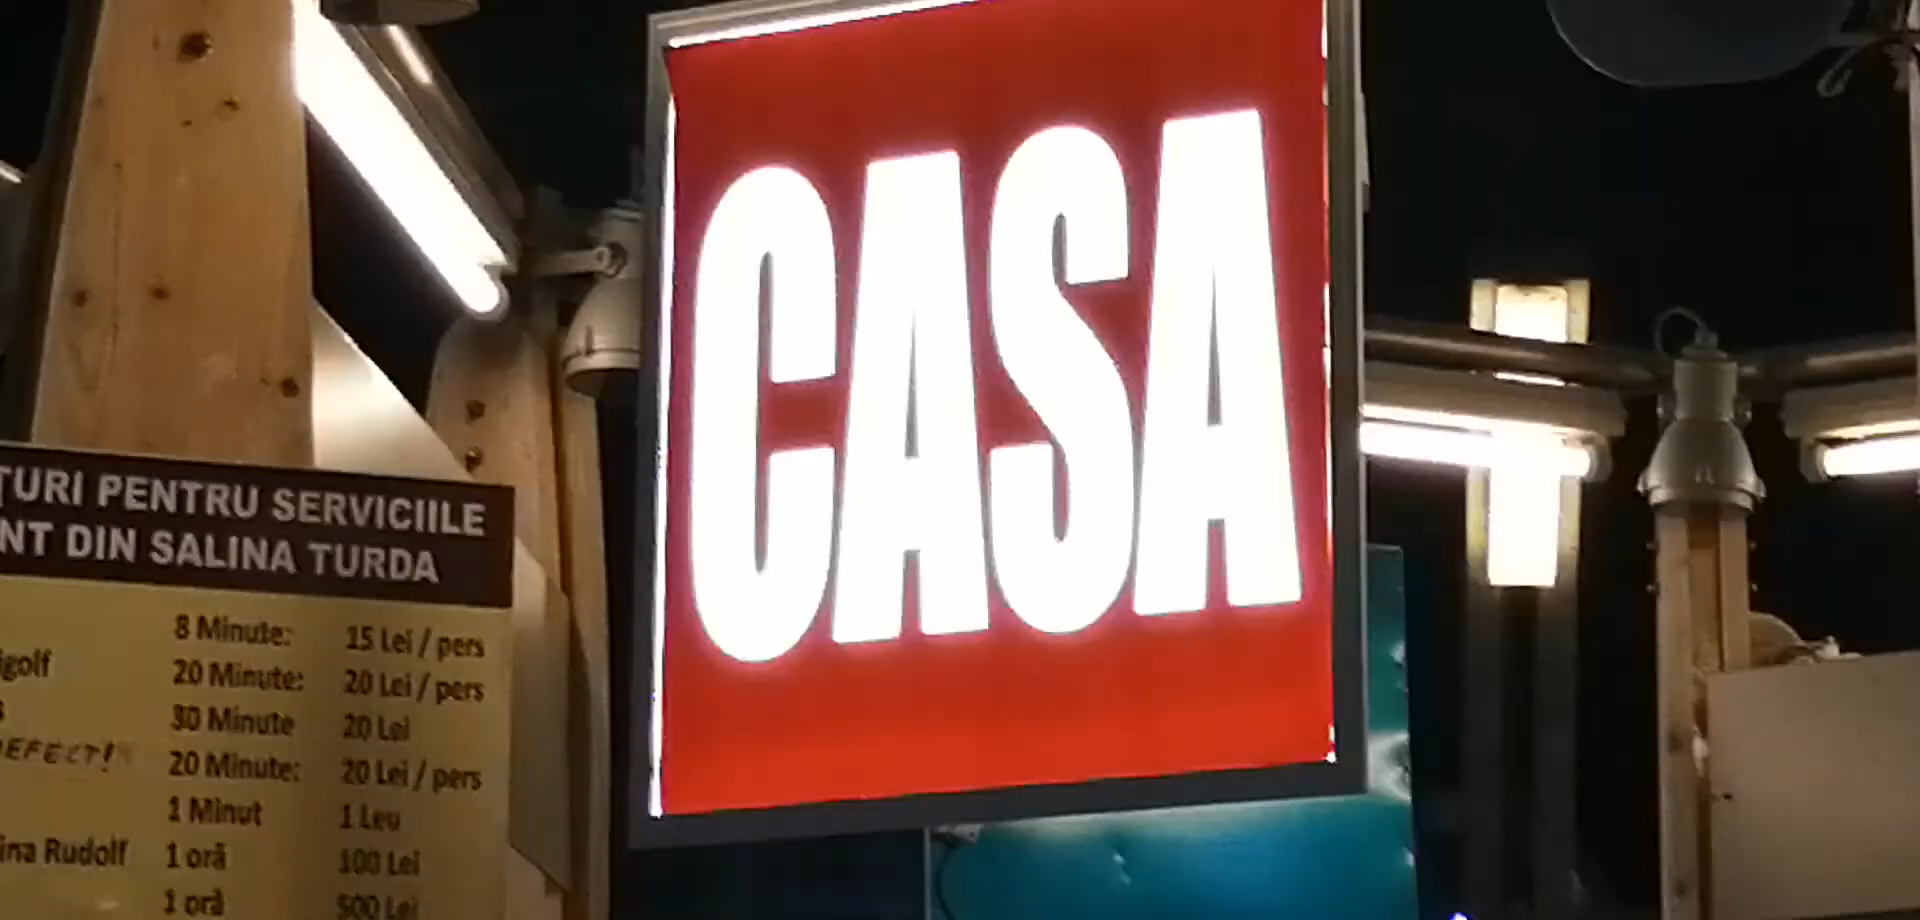 CASA
ȚURI PENTRU SERVICIILE
NT DIN SALINA TURDA
8 Minute: 15 Lei / pers
igolf 20 Minute: 20 Lei / pers
s 30 Minute 20 Lei
DEFECT! 20 Minute: 20 Lei / pers
1 Minut 1 Leu
ina Rudolf 1 oră 100 Lei
1 oră 500 Lei